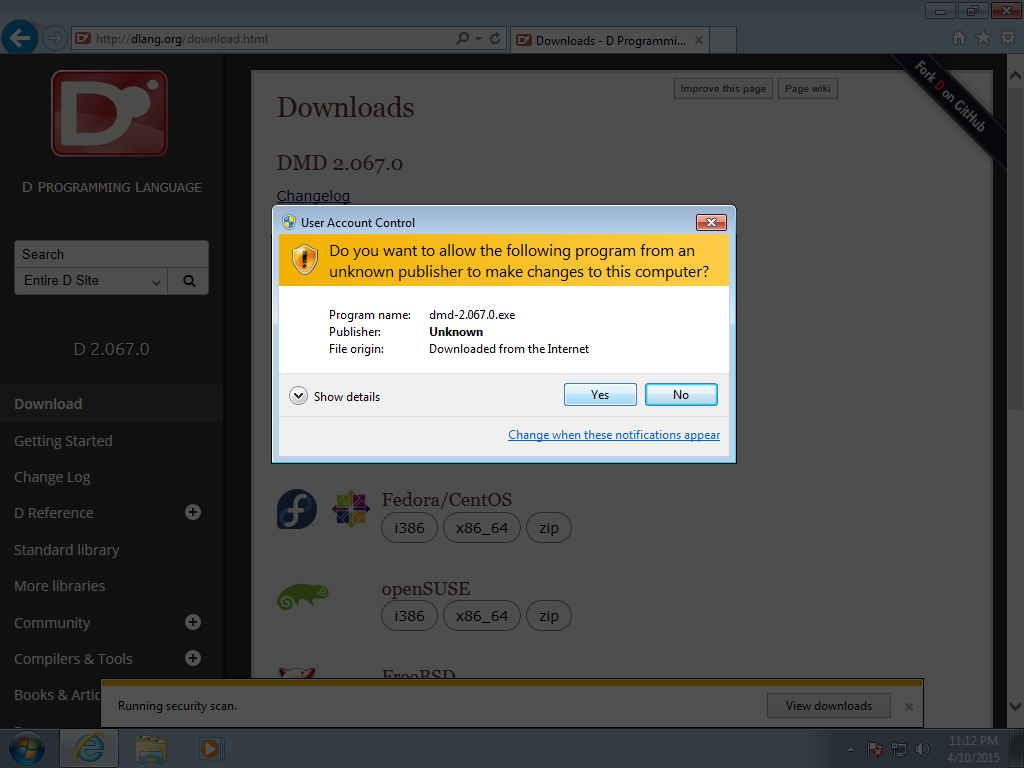 http://dlang.org/download.html
Downloads - D Programmi...
Improve this page
Page wiki
Fork D on GitHub
Downloads
D PROGRAMMING LANGUAGE
DMD 2.067.0
Changelog
Search
Entire D Site
D 2.067.0
Download
Getting Started
Change Log
D Reference
Standard library
More libraries
Community
Compilers & Tools
Books & Artic
User Account Control
Do you want to allow the following program from an
unknown publisher to make changes to this computer?
Program name: dmd-2.067.0.exe
Publisher: Unknown
File origin: Downloaded from the Internet
Show details
Yes
No
Change when these notifications appear
Fedora/CentOS
i386 x86_64 zip
openSUSE
i386 x86_64 zip
FreeBSD
Running security scan.
View downloads
11:12 PM
4/10/2015